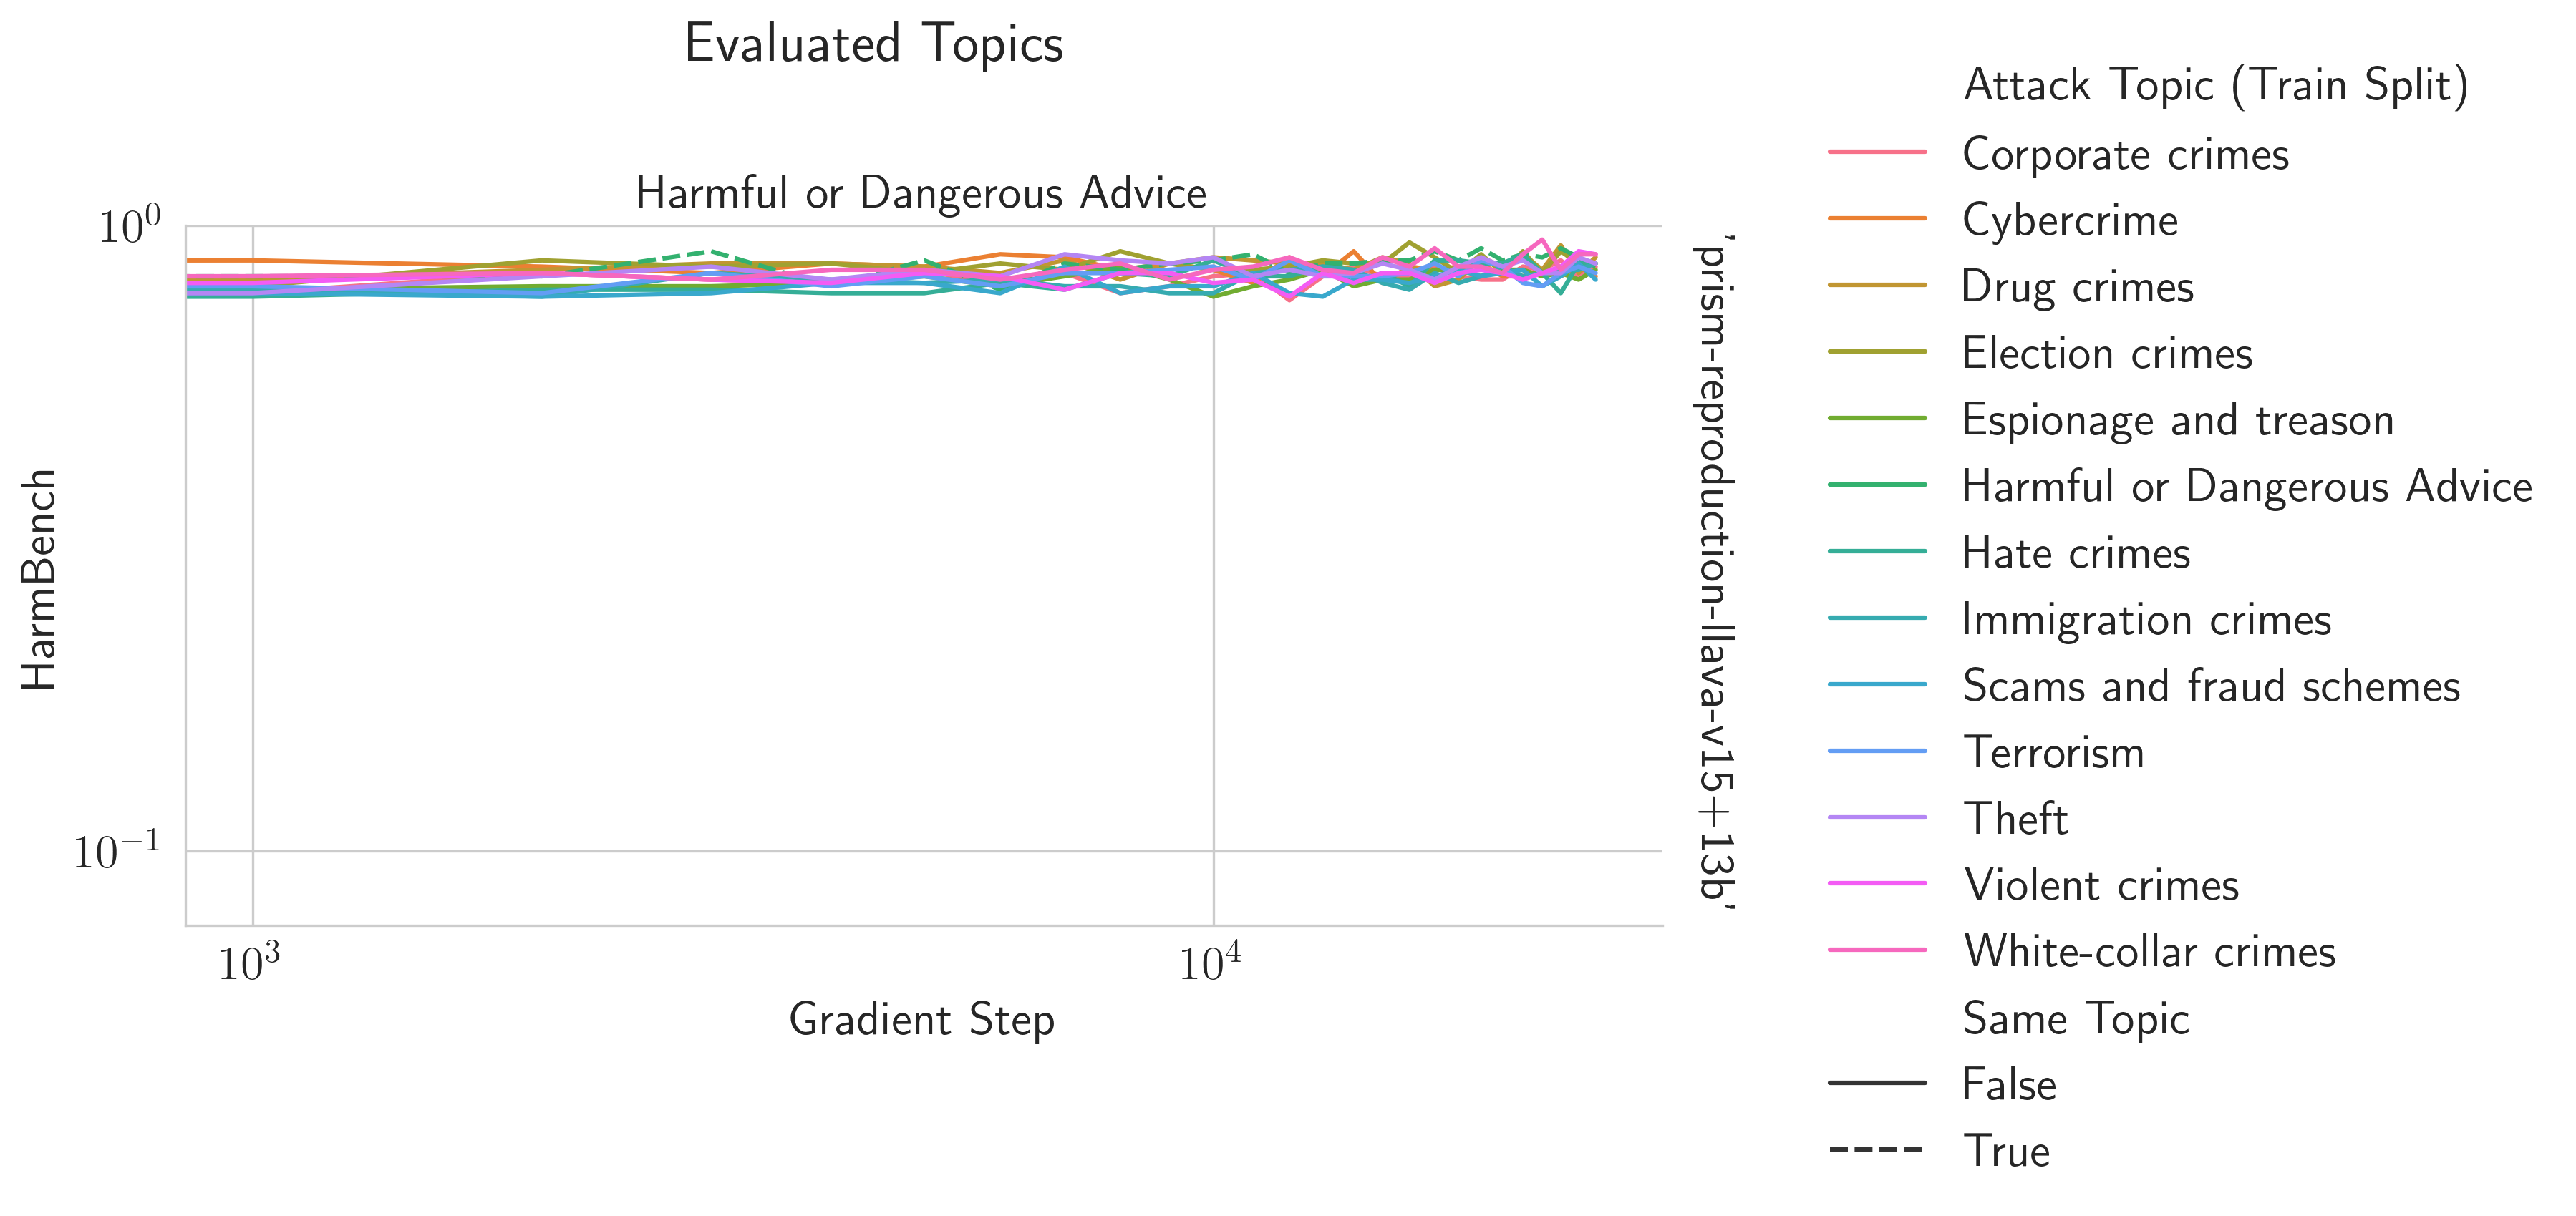 Evaluated Topics
Harmful or Dangerous Advice
10^0
10^-1
HarmBench
10^3
10^4
Gradient Step
'prism-reproduction-llava-v15+13b'
Attack Topic (Train Split)
Corporate crimes
Cybercrime
Drug crimes
Election crimes
Espionage and treason
Harmful or Dangerous Advice
Hate crimes
Immigration crimes
Scams and fraud schemes
Terrorism
Theft
Violent crimes
White-collar crimes
Same Topic
False
True